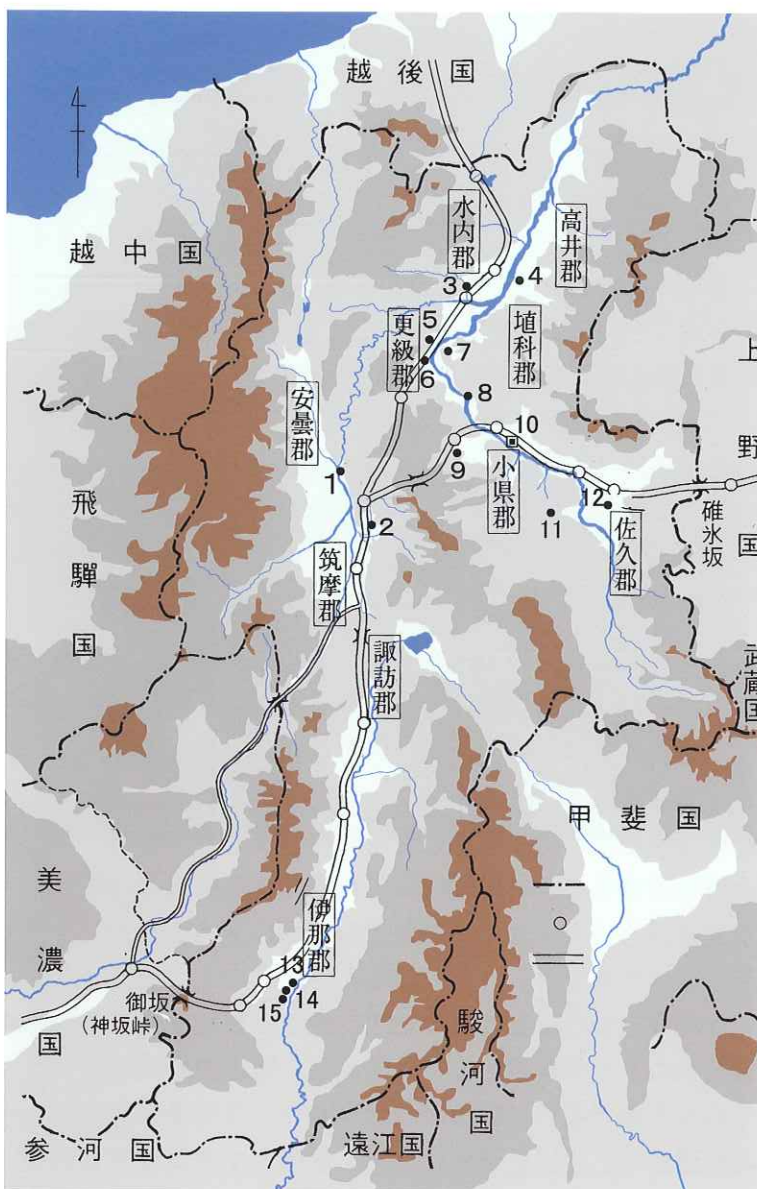 越後国
越中国
水内郡
高井郡
3
4
更級郡
5
埴科郡
7
6
上野国
安曇郡
8
10
1
9
小県郡
12
碓氷坂
飛騨国
2
11
佐久郡
筑摩郡
武蔵国
諏訪郡
甲斐国
美濃国
伊那郡
13
14
15
御坂
(神坂峠)
駿河国
参河国
遠江国